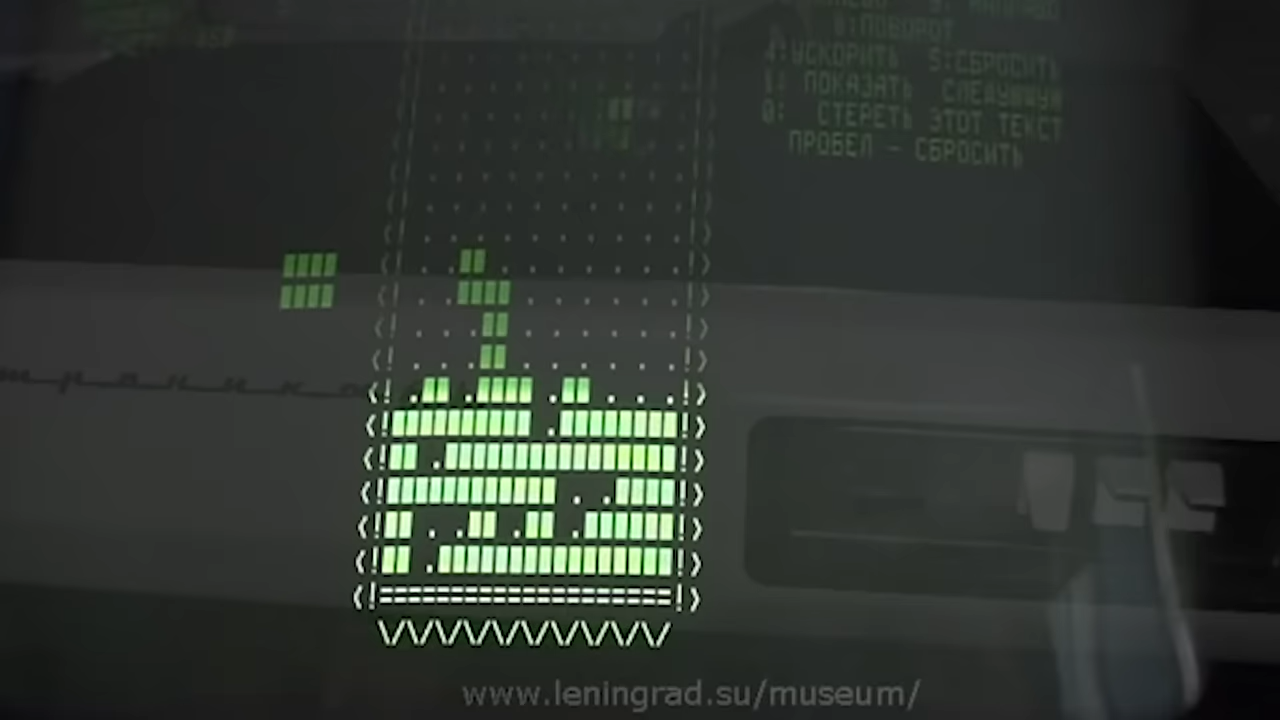 8:ПОВОРОТ
4:УСКОРИТЬ 5:СБРОСИТЬ
1: ПОКАЗАТЬ СЛЕДУЮЩУЮ
0: СТЕРЕТЬ ЭТОТ ТЕКСТ
ПРОБЕЛ - СБРОСИТЬ
www.leningrad.su/museum/